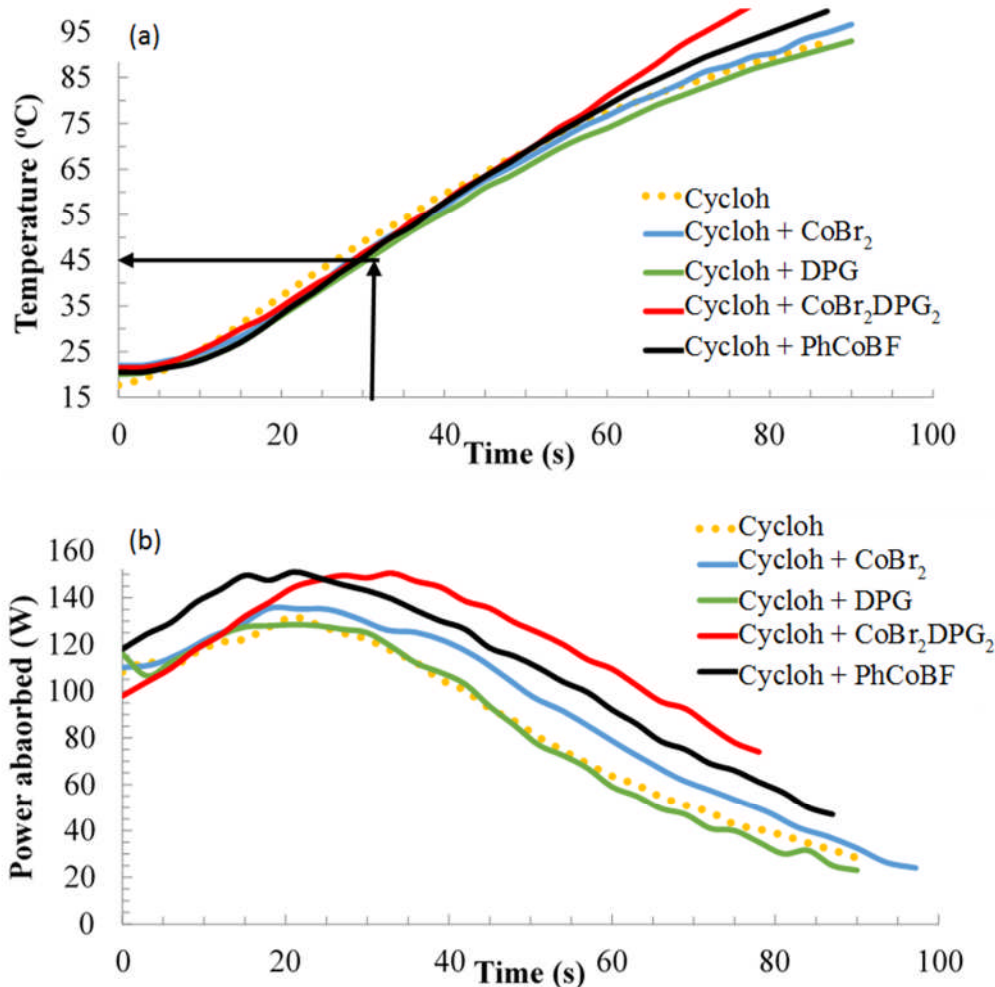 (a)
95
85
75
65
55
45
35
25
15
Temperature (ºC)
Cycloh
Cycloh + CoBr2
Cycloh + DPG
Cycloh + CoBr2DPG2
Cycloh + PhCoBF
0 20 40 60 80 100
Time (s)
(b)
160
140
120
100
80
60
40
20
0
Power abaorbed (W)
Cycloh
Cycloh + CoBr2
Cycloh + DPG
Cycloh + CoBr2DPG2
Cycloh + PhCoBF
0 20 40 60 80 100
Time (s)